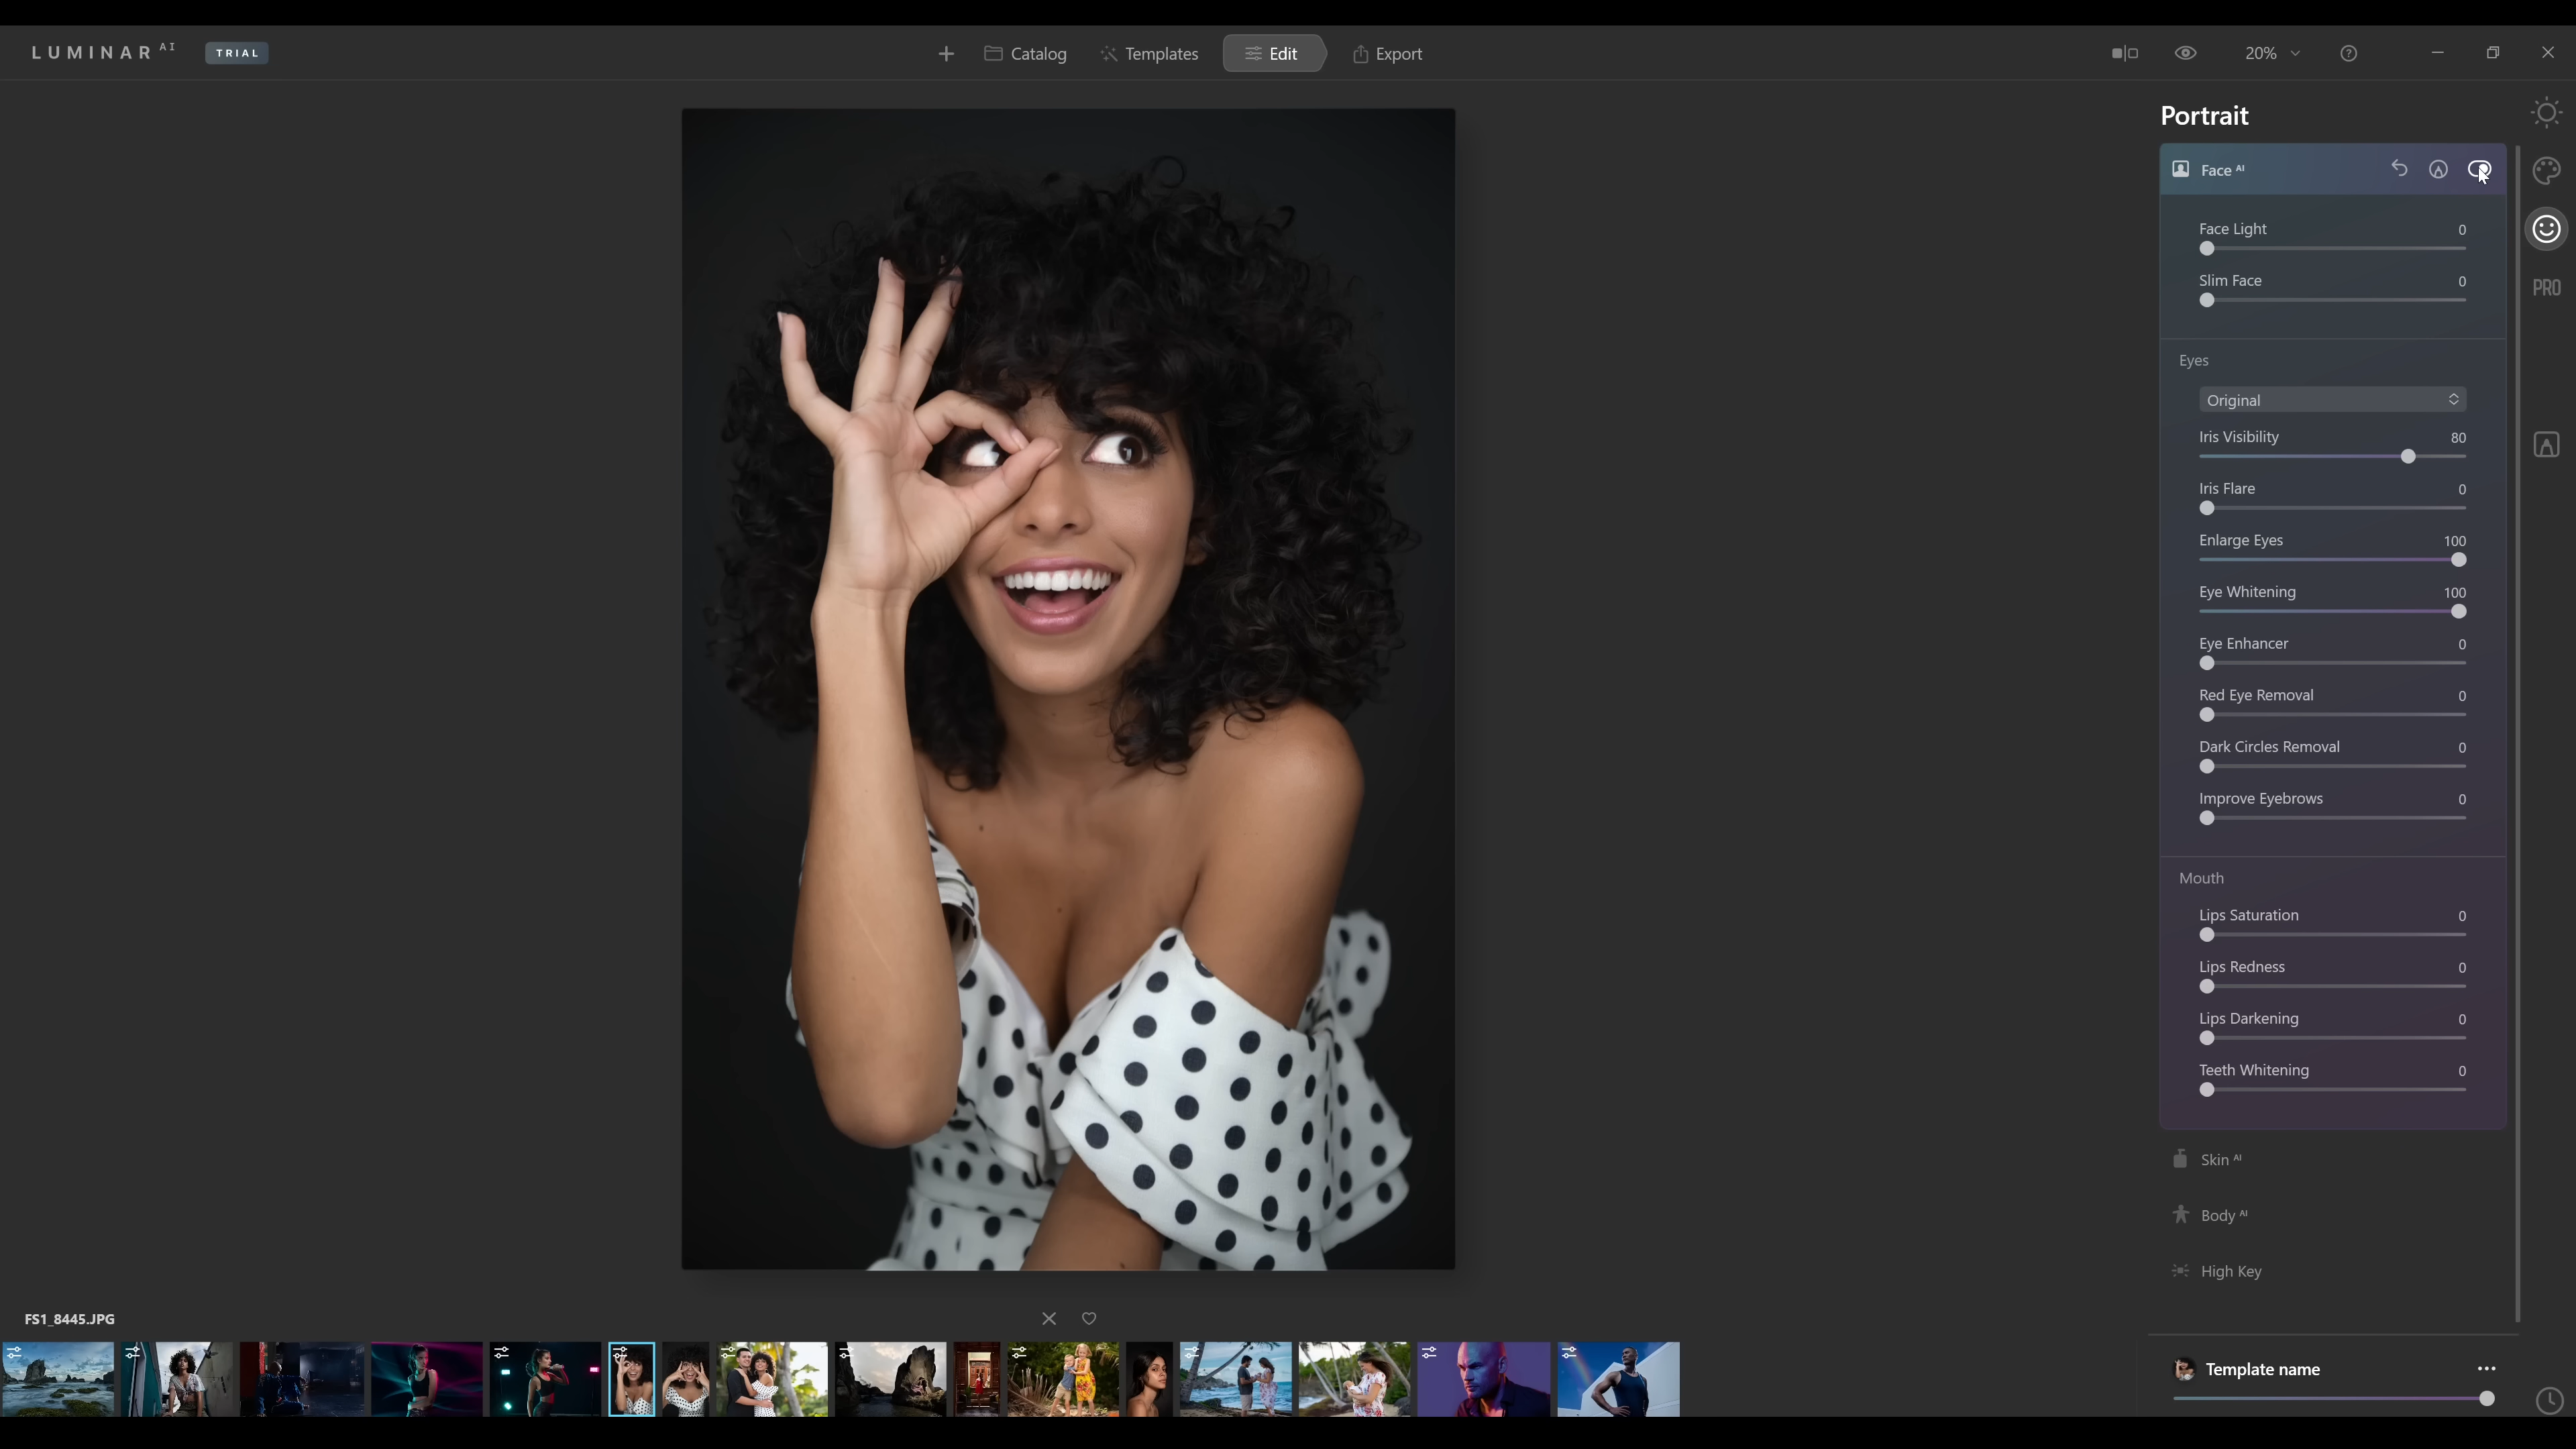 LUMINAR AI
TRIAL
Catalog
Templates
Edit
Export
20%
Portrait
Face AI
Face Light 0
Slim Face 0
Eyes
Original
Iris Visibility 80
Iris Flare 0
Enlarge Eyes 100
Eye Whitening 100
Eye Enhancer 0
Red Eye Removal 0
Dark Circles Removal 0
Improve Eyebrows 0
Mouth
Lips Saturation 0
Lips Redness 0
Lips Darkening 0
Teeth Whitening 0
Skin AI
Body AI
High Key
PRO
FS1_8445.JPG
Template name